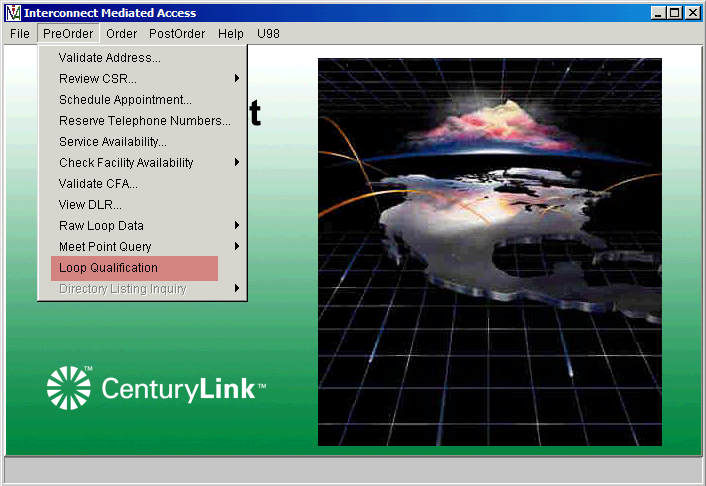 Interconnect Mediated Access
File PreOrder Order PostOrder Help U98
Validate Address...
Review CSR...
Schedule Appointment...
Reserve Telephone Numbers...
Service Availability...
Check Facility Availability
Validate CFA...
View DLR...
Raw Loop Data
Meet Point Query
Loop Qualification
Directory Listing Inquiry
t
CenturyLink™